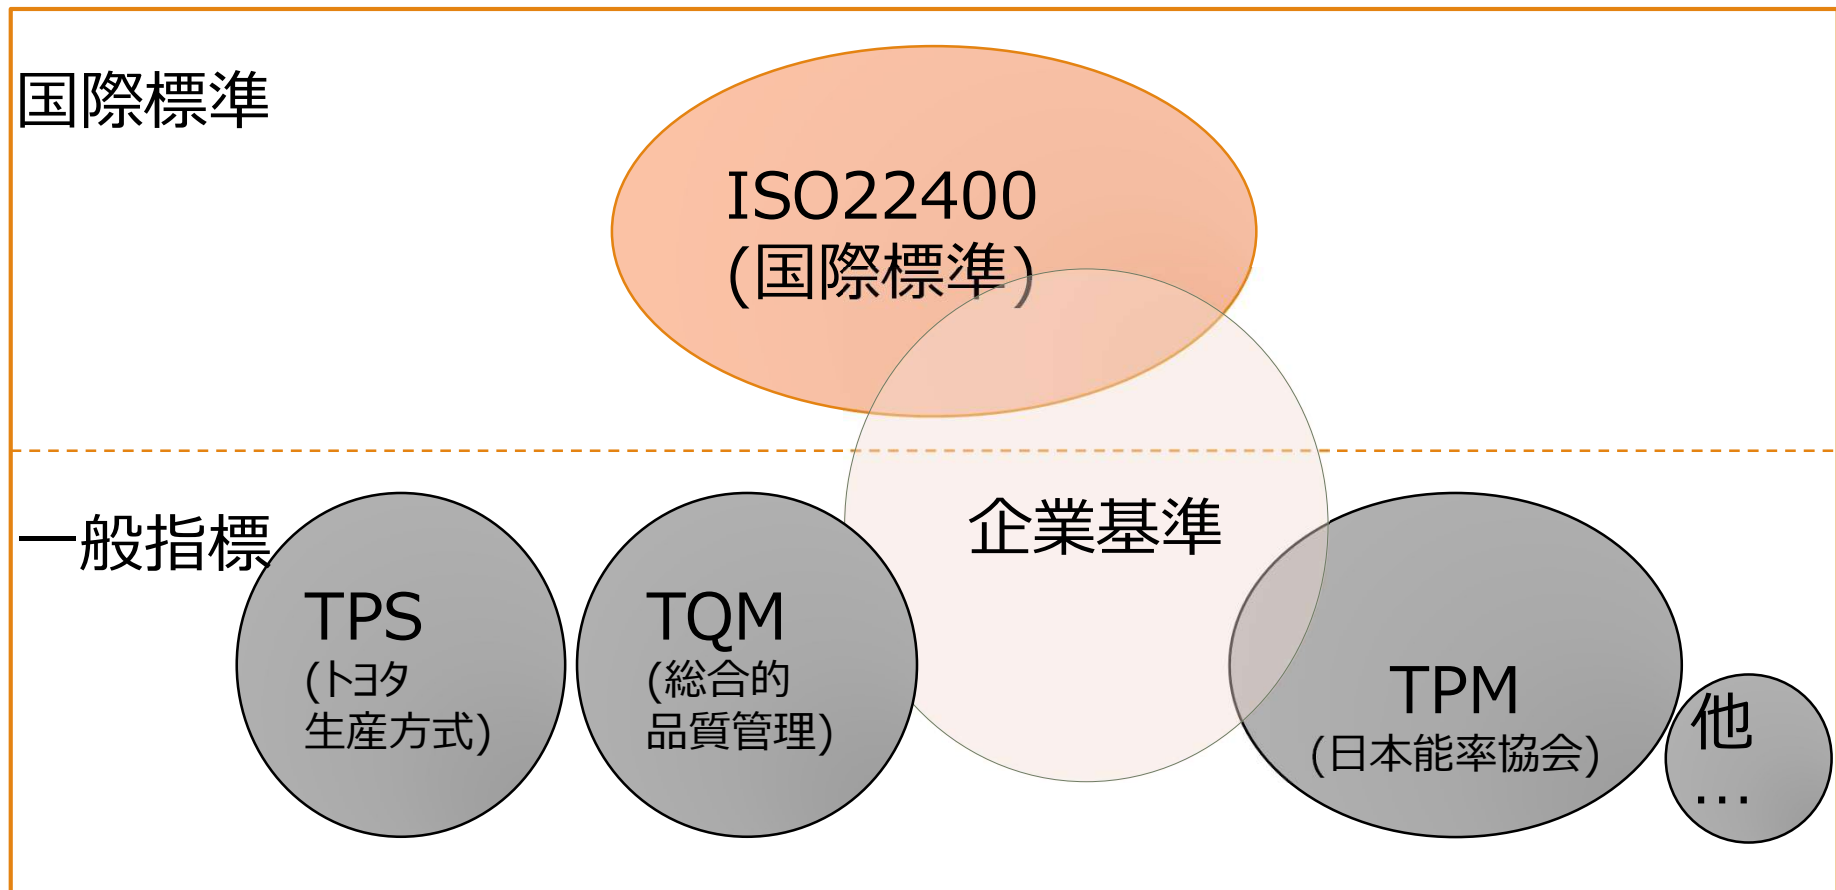 国際標準
ISO22400
(国際標準)
一般指標
企業基準
TPS
(トヨタ
生産方式)
TQM
(総合的
品質管理)
TPM
(日本能率協会)
他
…